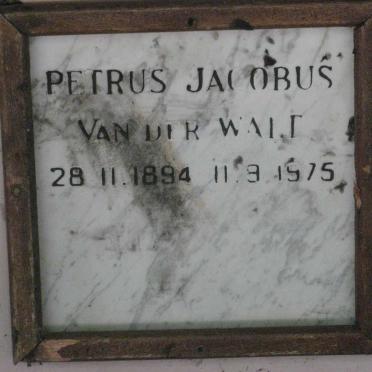 PETRUS JACOBUS
VAN DER WALT
28.11.1894 11.9.1975